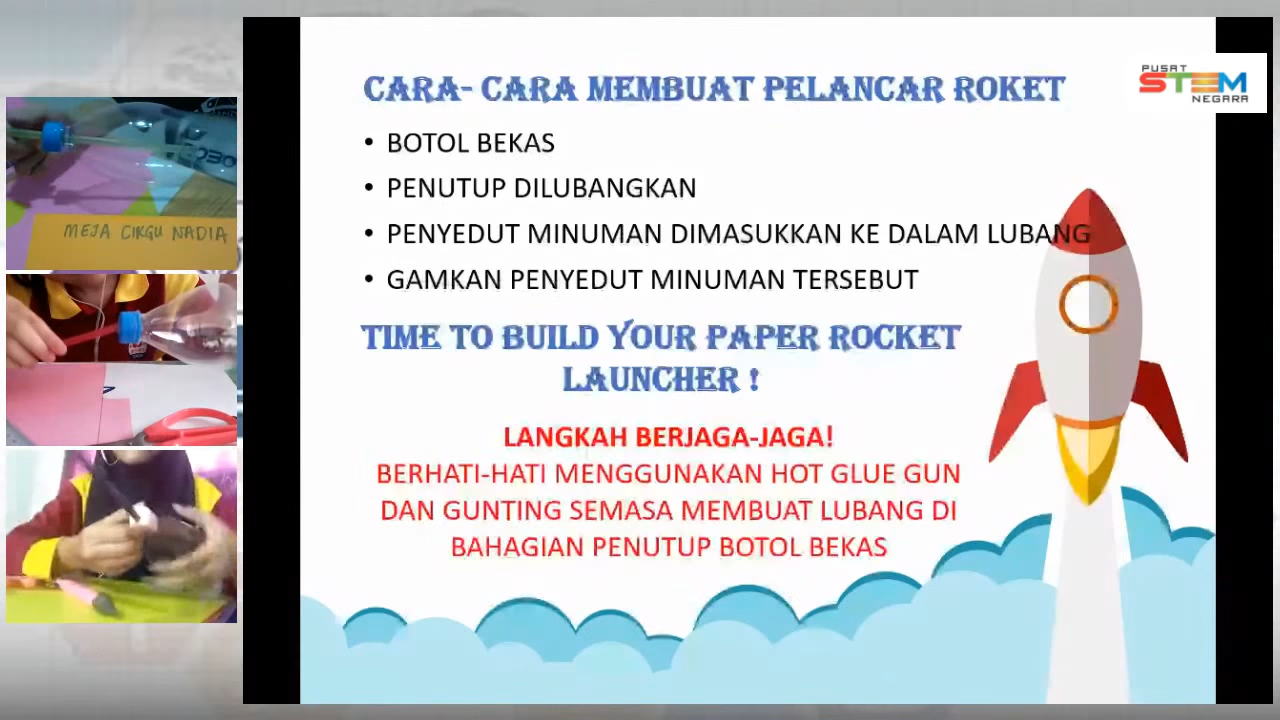 CARA- CARA MEMBUAT PELANCAR ROKET
• BOTOL BEKAS
• PENUTUP DILUBANGKAN
• PENYEDUT MINUMAN DIMASUKKAN KE DALAM LUBANG
• GAMKAN PENYEDUT MINUMAN TERSEBUT
TIME TO BUILD YOUR PAPER ROCKET
LAUNCHER !
LANGKAH BERJAGA-JAGA!
BERHATI-HATI MENGGUNAKAN HOT GLUE GUN
DAN GUNTING SEMASA MEMBUAT LUBANG DI
BAHAGIAN PENUTUP BOTOL BEKAS
PUSAT
STEM
NEGARA
MEJA CIKGU NADIA